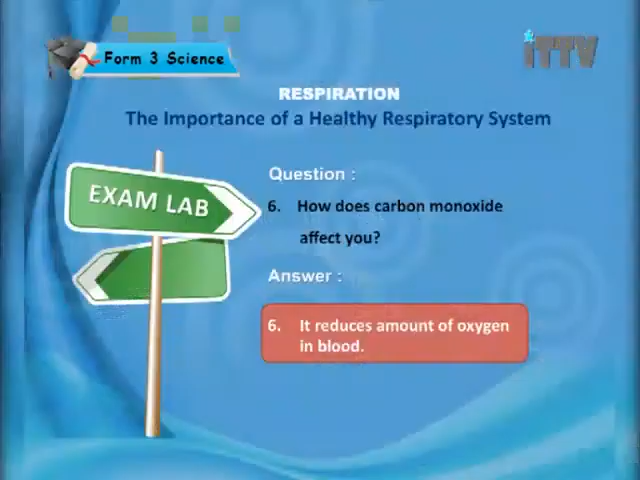 Form 3 Science
iTTV
RESPIRATION
The Importance of a Healthy Respiratory System
EXAM LAB
Question :
6. How does carbon monoxide
affect you?
Answer :
6. It reduces amount of oxygen
in blood.